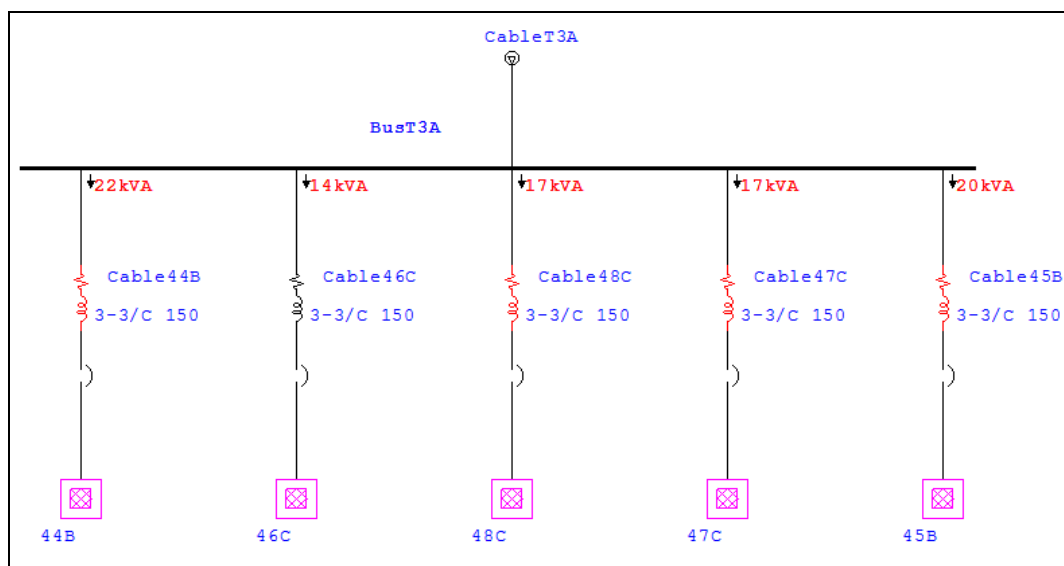 CableT3A
BusT3A
22kVA 14kVA 17kVA 17kVA 20kVA
Cable44B Cable46C Cable48C Cable47C Cable45B
3-3/C 150 3-3/C 150 3-3/C 150 3-3/C 150 3-3/C 150
44B 46C 48C 47C 45B